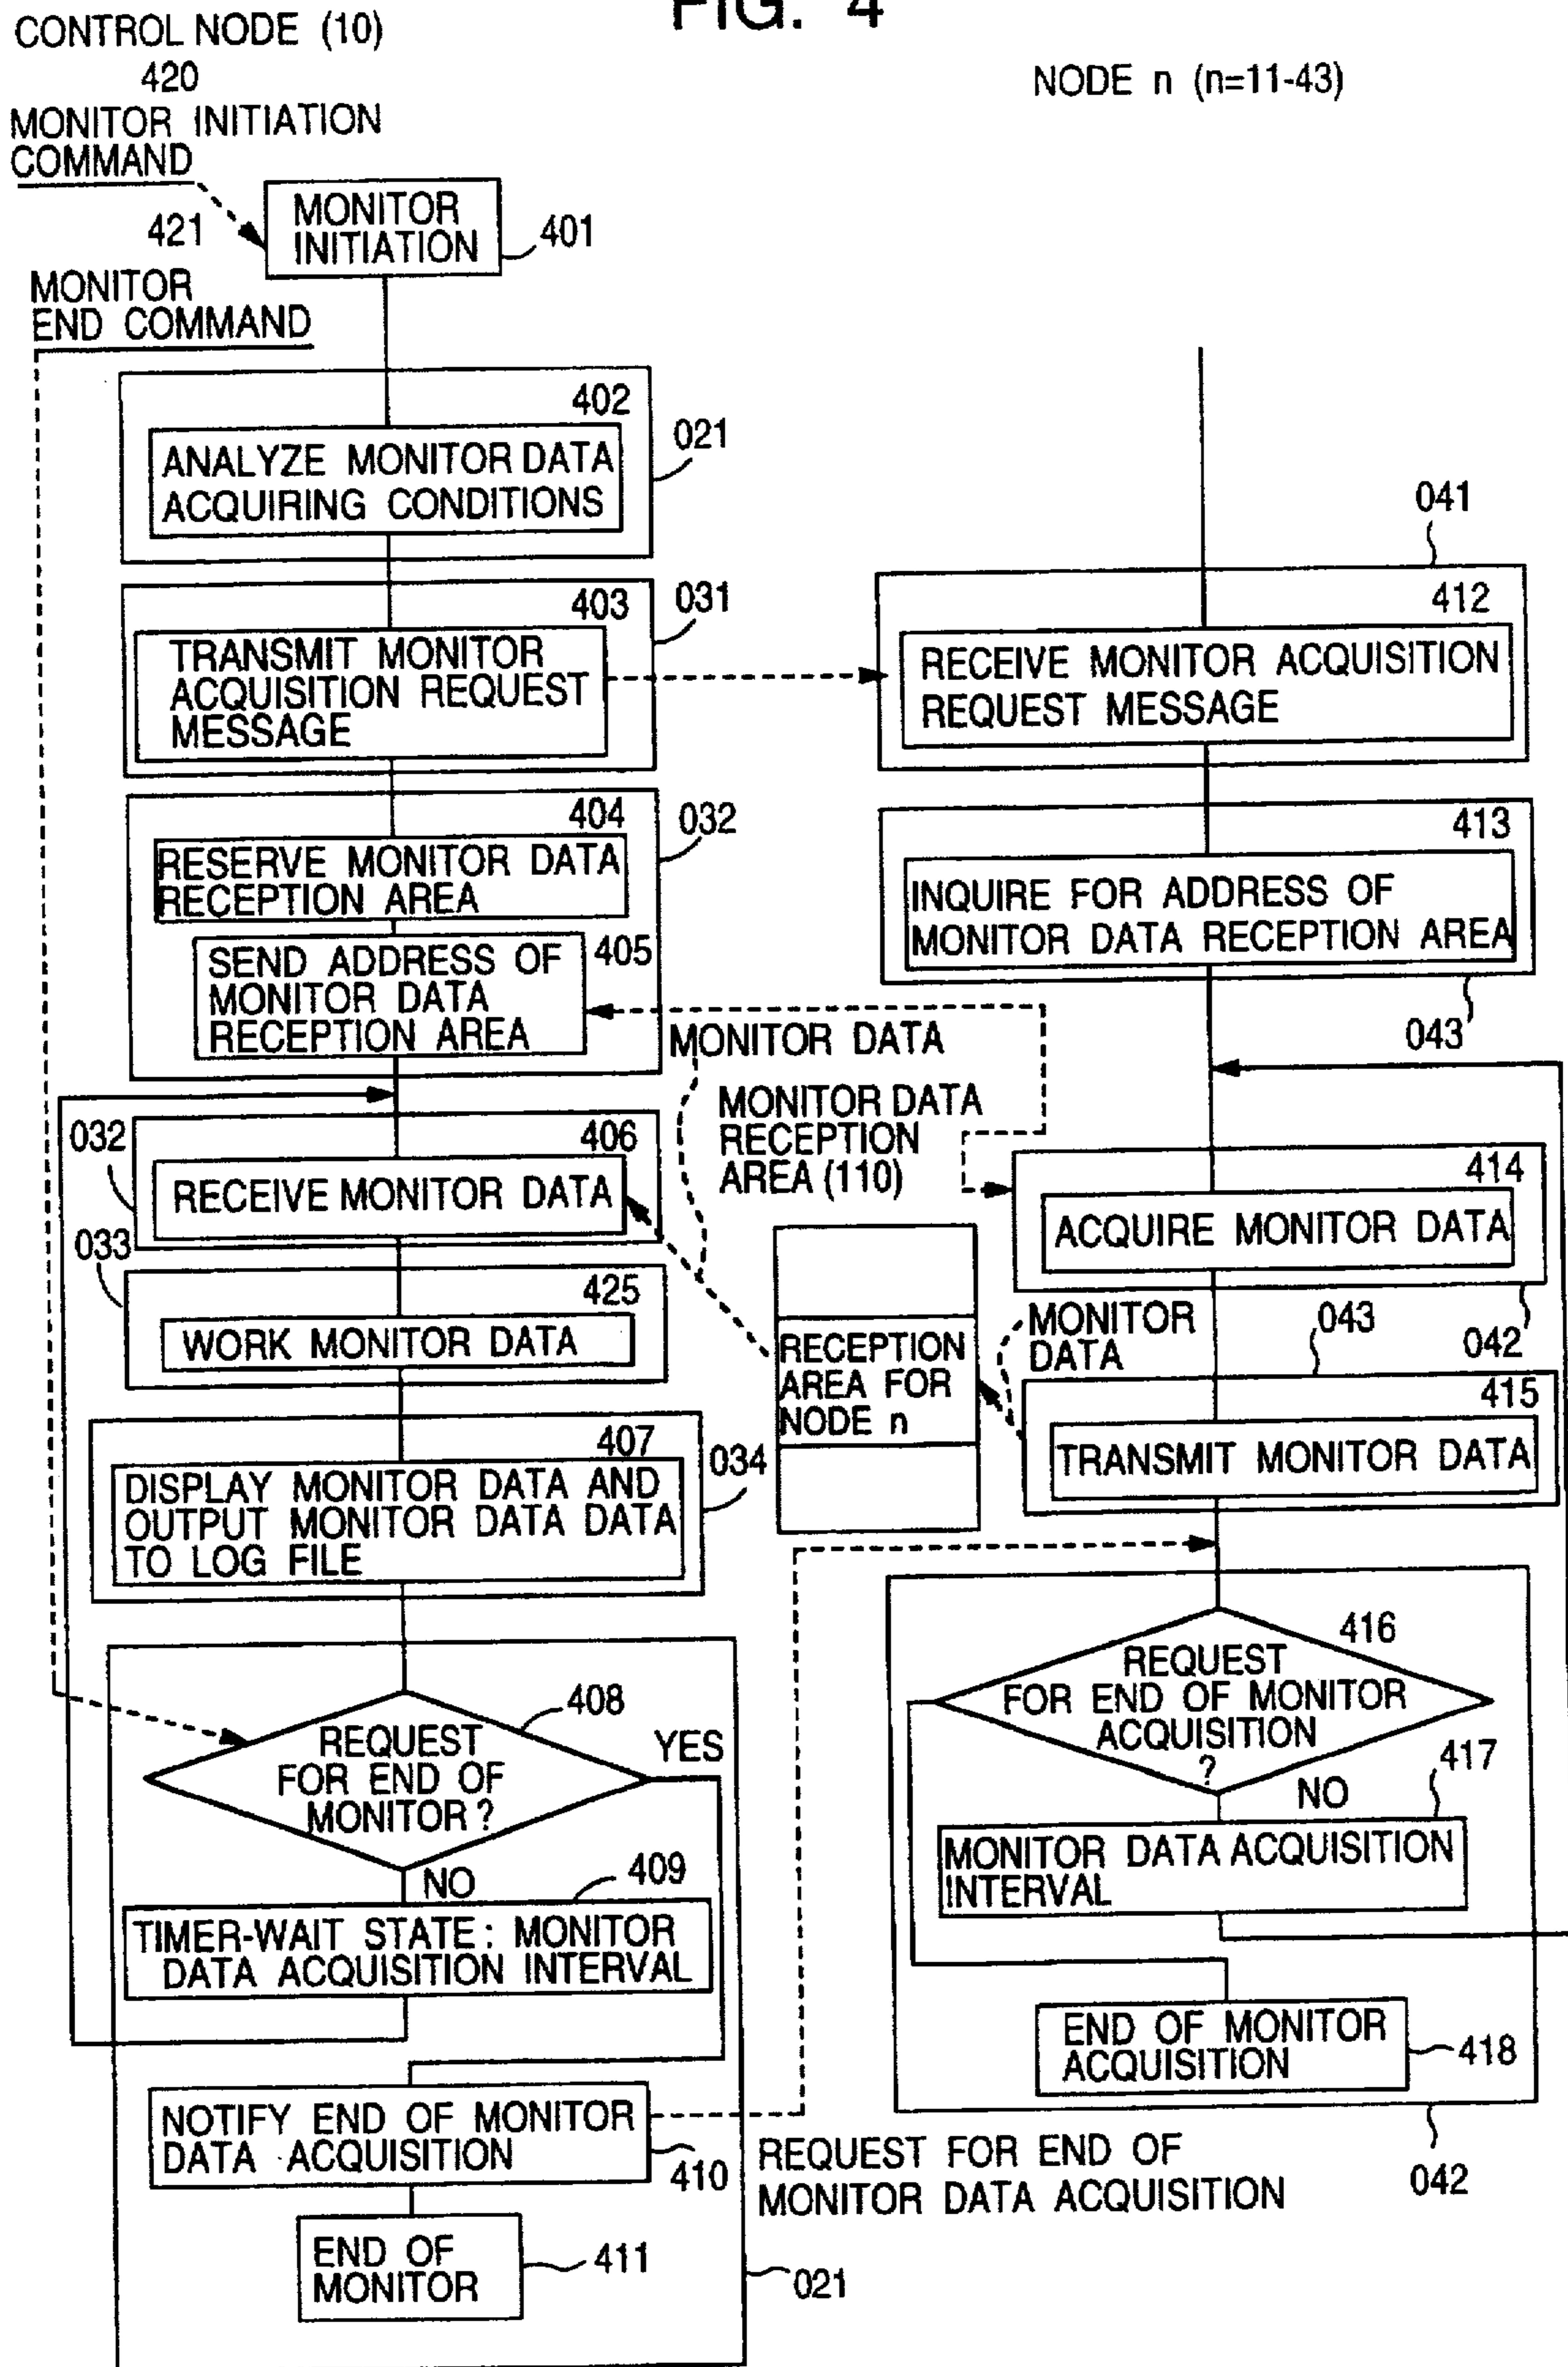 FIG. 4
CONTROL NODE (10)
420
MONITOR INITIATION
COMMAND
421
MONITOR
INITIATION
401
MONITOR
END COMMAND
402
ANALYZE MONITOR DATA
ACQUIRING CONDITIONS
021
403
031
TRANSMIT MONITOR
ACQUISITION REQUEST
MESSAGE
404
032
RESERVE MONITOR DATA
RECEPTION AREA
SEND ADDRESS OF
MONITOR DATA
RECEPTION AREA
405
032
406
RECEIVE MONITOR DATA
033
425
WORK MONITOR DATA
407
034
DISPLAY MONITOR DATA AND
OUTPUT MONITOR DATA DATA
TO LOG FILE
408
REQUEST
FOR END OF
MONITOR?
YES
NO
409
TIMER-WAIT STATE: MONITOR
DATA ACQUISITION INTERVAL
NOTIFY END OF MONITOR
DATA ACQUISITION
410
END OF
MONITOR
411
021
MONITOR DATA
MONITOR DATA
RECEPTION
AREA (110)
RECEPTION
AREA FOR
NODE n
REQUEST FOR END OF
MONITOR DATA ACQUISITION
NODE n (n=11-43)
041
412
RECEIVE MONITOR ACQUISITION
REQUEST MESSAGE
413
INQUIRE FOR ADDRESS OF
MONITOR DATA RECEPTION AREA
043
414
ACQUIRE MONITOR DATA
042
MONITOR
DATA
043
415
TRANSMIT MONITOR DATA
416
REQUEST
FOR END OF MONITOR
ACQUISITION
?
NO
417
MONITOR DATA ACQUISITION
INTERVAL
END OF MONITOR
ACQUISITION
418
042